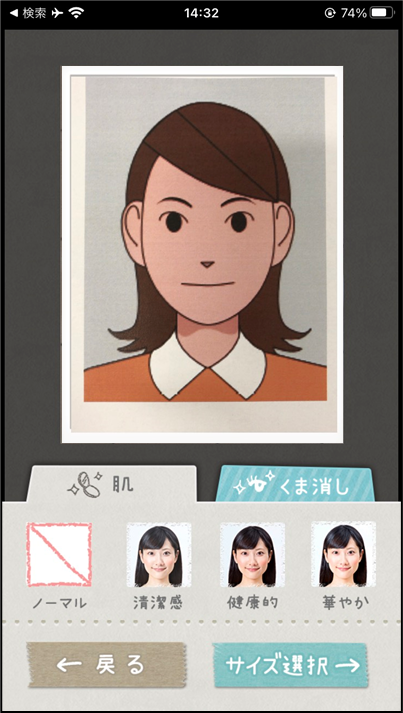 ◀ 検索 14:32 74%
肌 くま消し
ノーマル 清潔感 健康的 華やか
← 戻る サイズ選択 →